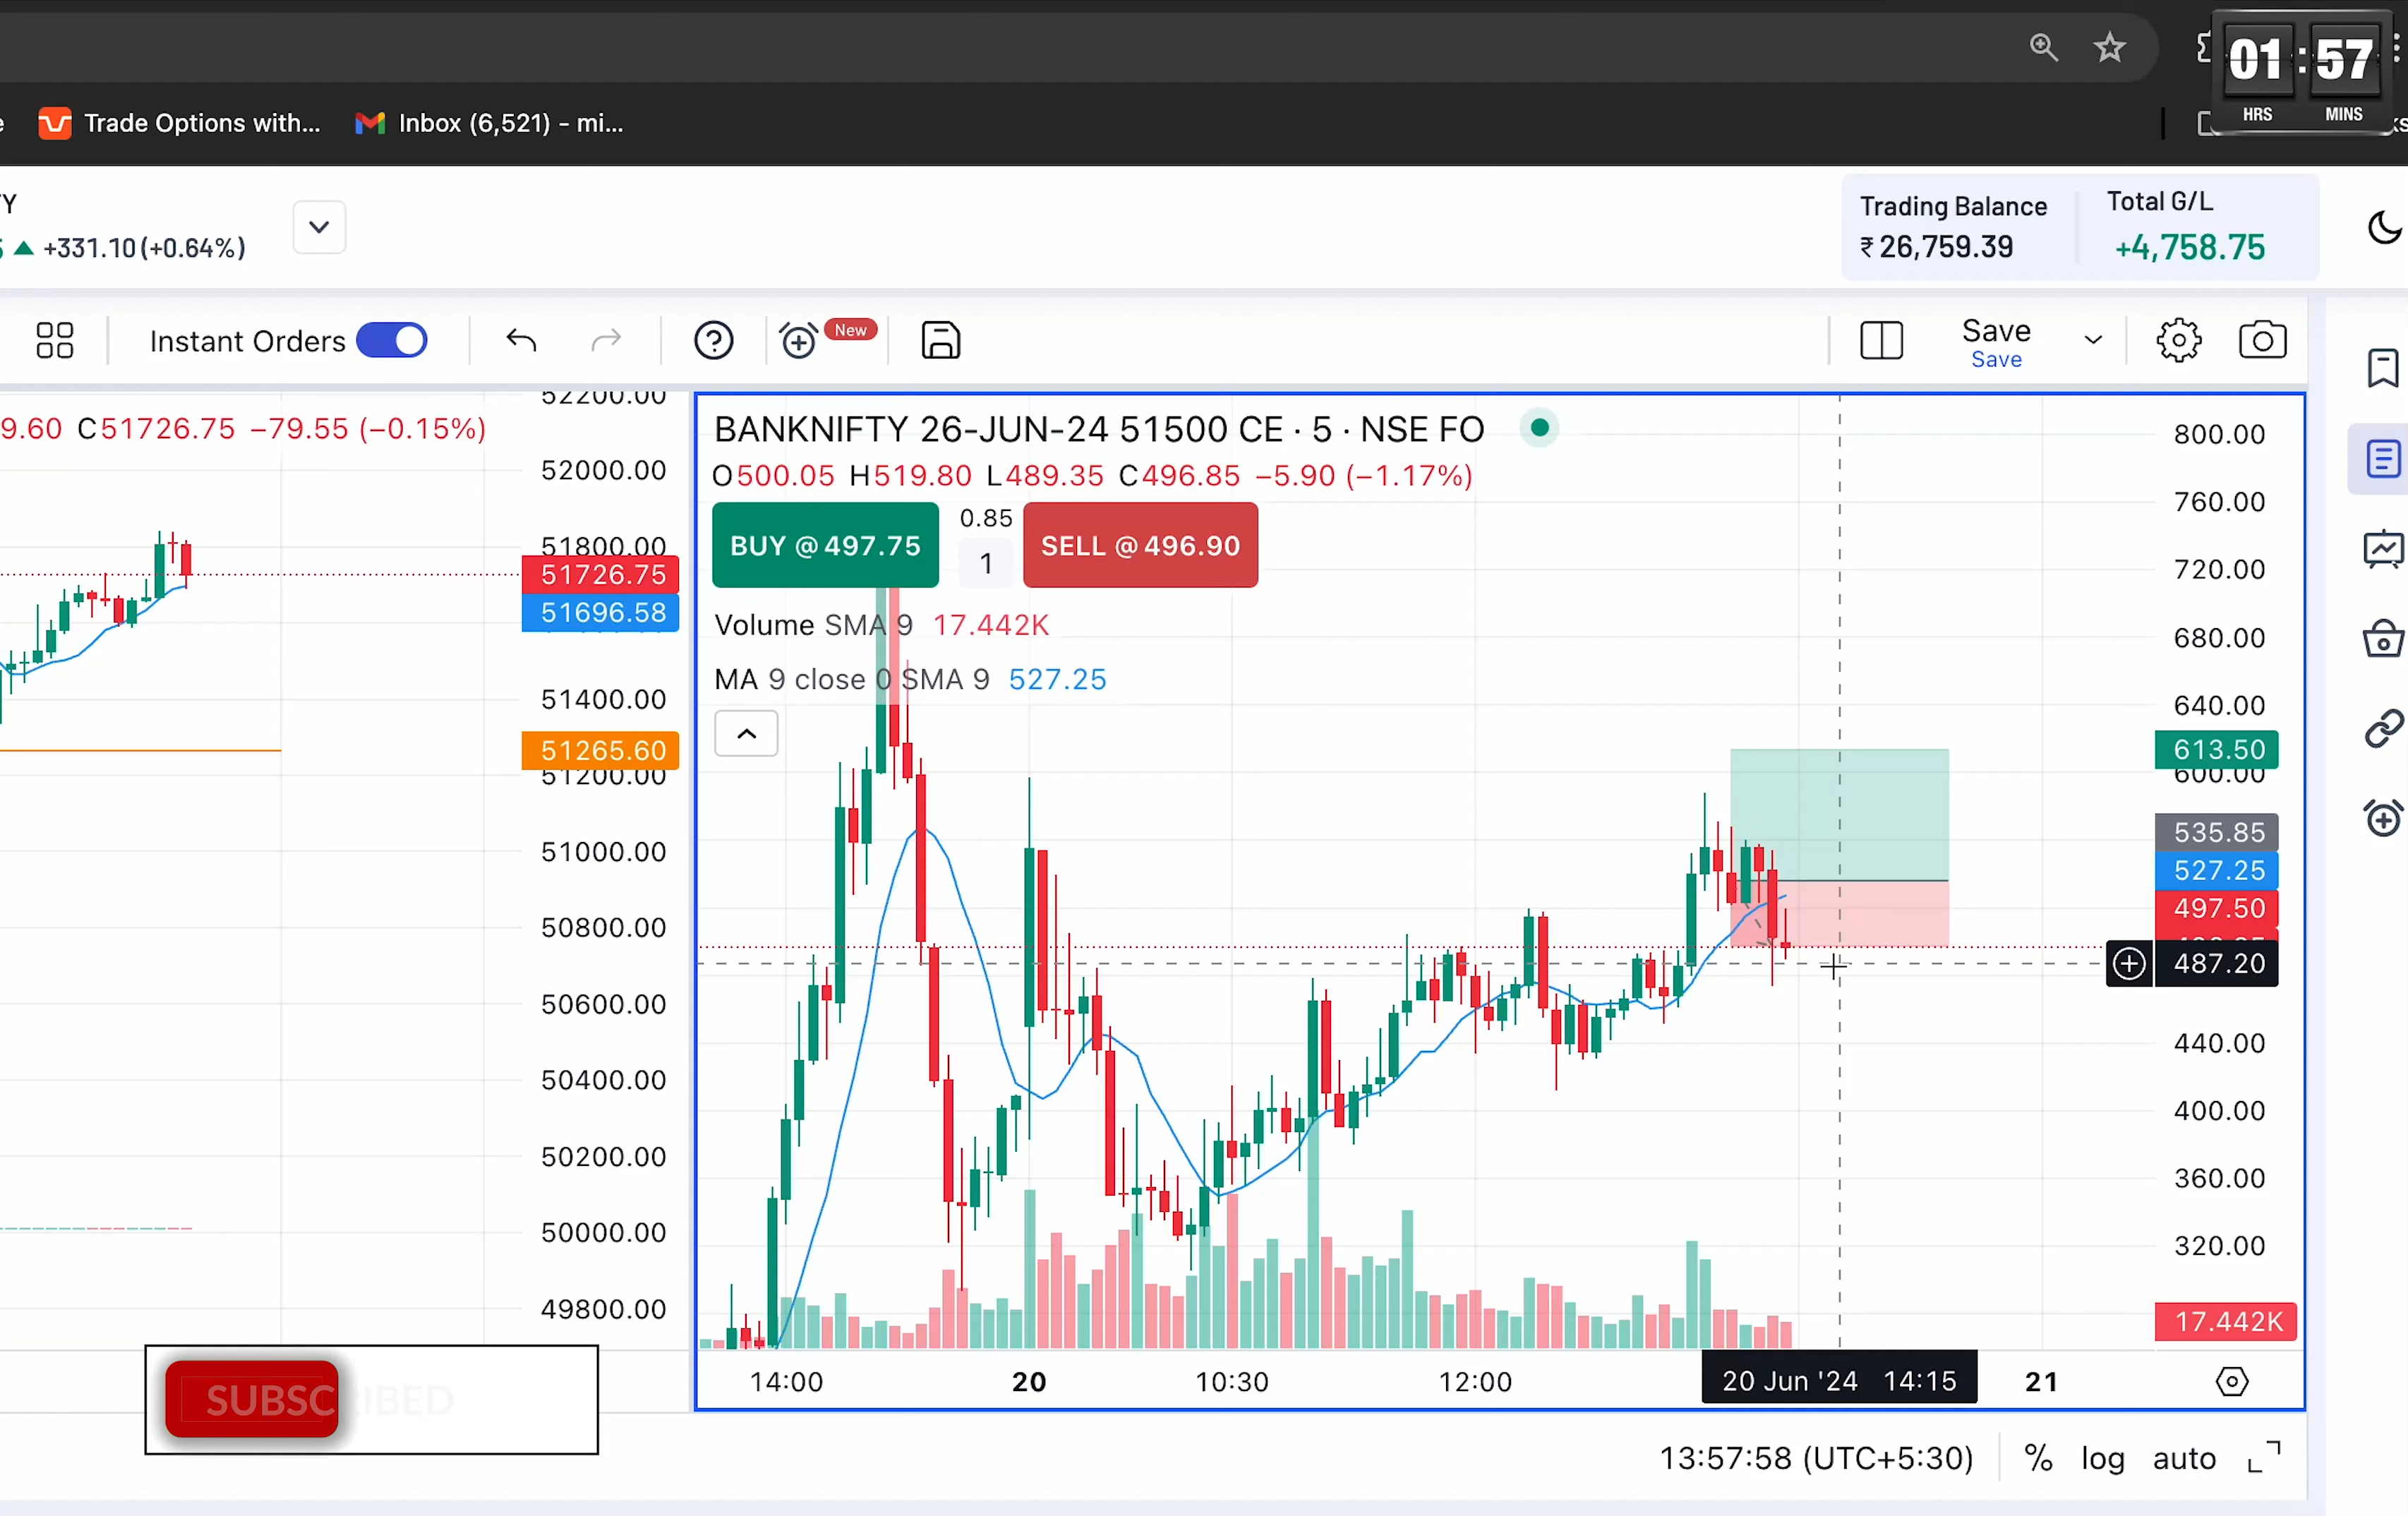 01 : 57
HRS MINS
Trade Options with...
Inbox (6,521) - mi...
Y
+331.10(+0.64%)
Trading Balance
₹ 26,759.39
Total G/L
+4,758.75
Instant Orders
New
Save
Save
9.60 C51726.75 −79.55 (−0.15%)
52200.00
52000.00
51800.00
51726.75
51696.58
51400.00
51265.60
51200.00
51000.00
50800.00
50600.00
50400.00
50200.00
50000.00
49800.00
BANKNIFTY 26-JUN-24 51500 CE · 5 · NSE FO
O500.05 H519.80 L489.35 C496.85 −5.90 (−1.17%)
BUY @ 497.75
0.85
1
SELL @ 496.90
Volume SMA 9 17.442K
MA 9 close 0 SMA 9 527.25
800.00
760.00
720.00
680.00
640.00
613.50
600.00
535.85
527.25
497.50
487.20
440.00
400.00
360.00
320.00
17.442K
14:00
20
10:30
12:00
20 Jun '24 14:15
21
SUBSCRIBED
13:57:58 (UTC+5:30)
% log auto